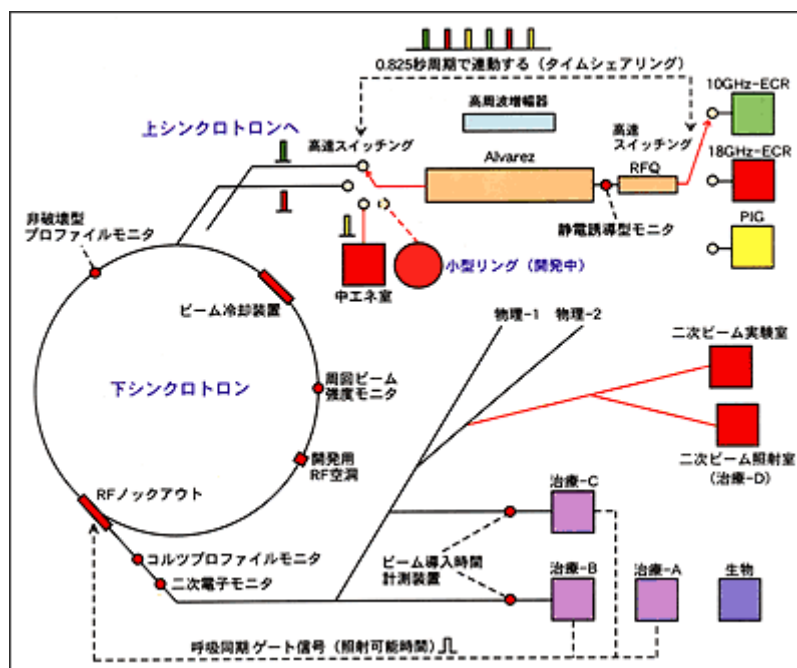 0.825秒周期で運動する（タイムシェアリング）
10GHz-ECR
高周波増幅器
高速
スイッチング
上シンクロトロンへ
高速スイッチング
Alvarez
RFQ
18GHz-ECR
PIG
静電誘導型モニタ
非破壊型
プロファイルモニタ
中エネ室
小型リング（開発中）
ビーム冷却装置
物理-1
物理-2
二次ビーム実験室
下シンクロトロン
周回ビーム
強度モニタ
開発用
RF空洞
二次ビーム照射室
（治療-D）
RFノックアウト
治療-C
コルツプロファイルモニタ
二次電子モニタ
ビーム導入時間
計測装置
治療-B
治療-A
生物
呼吸同期 ゲート信号（照射可能時間）